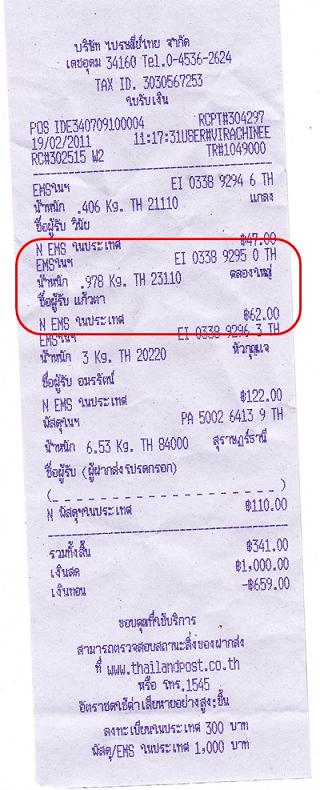 บริษัท ไปรษณีย์ไทย จำกัด
เดชอุดม 34160 Tel.0-4536-2624
TAX ID. 3030567253
ใบรับเงิน
POS IDE340709100004 RCPT#304297
19/02/2011 11:17:31USER#VIRACHINEE
RC#302515 W2 TR#1049000
EMSในฯ EI 0338 9294 6 TH
น้ำหนัก .406 Kg. TH 21110 แกลง
ชื่อผู้รับ วินัย
N EMS ในประเทศ ฿47.00
EMSในฯ EI 0338 9295 0 TH
น้ำหนัก .978 Kg. TH 23110 คลองใหญ่
ชื่อผู้รับ แก้วตา
N EMS ในประเทศ ฿62.00
EMSในฯ EI 0338 9296 3 TH
น้ำหนัก 3 Kg. TH 20220 หัวกุญแจ
ชื่อผู้รับ อมรรัตน์
N EMS ในประเทศ ฿122.00
พัสดุในฯ PA 5002 6413 9 TH
น้ำหนัก 6.53 Kg. TH 84000 สุราษฎร์ธานี
ชื่อผู้รับ (ผู้ฝากส่งโปรดกรอก)
(_ _ _ _ _ _ _ _ _ _ _ _ _ _ _ _ _ _ _ _)
N พัสดุฯในประเทศ ฿110.00
รวมทั้งสิ้น ฿341.00
เงินสด ฿1,000.00
เงินทอน -฿659.00
ขอบคุณที่ใช้บริการ
สามารถตรวจสอบสถานะสิ่งของฝากส่ง
ที่ www.thailandpost.co.th
หรือ โทร.1545
อัตราชดใช้ค่าเสียหายอย่างสูงขึ้น
ลงทะเบียนในประเทศ 300 บาท
พัสดุ/EMS ในประเทศ 1,000 บาท